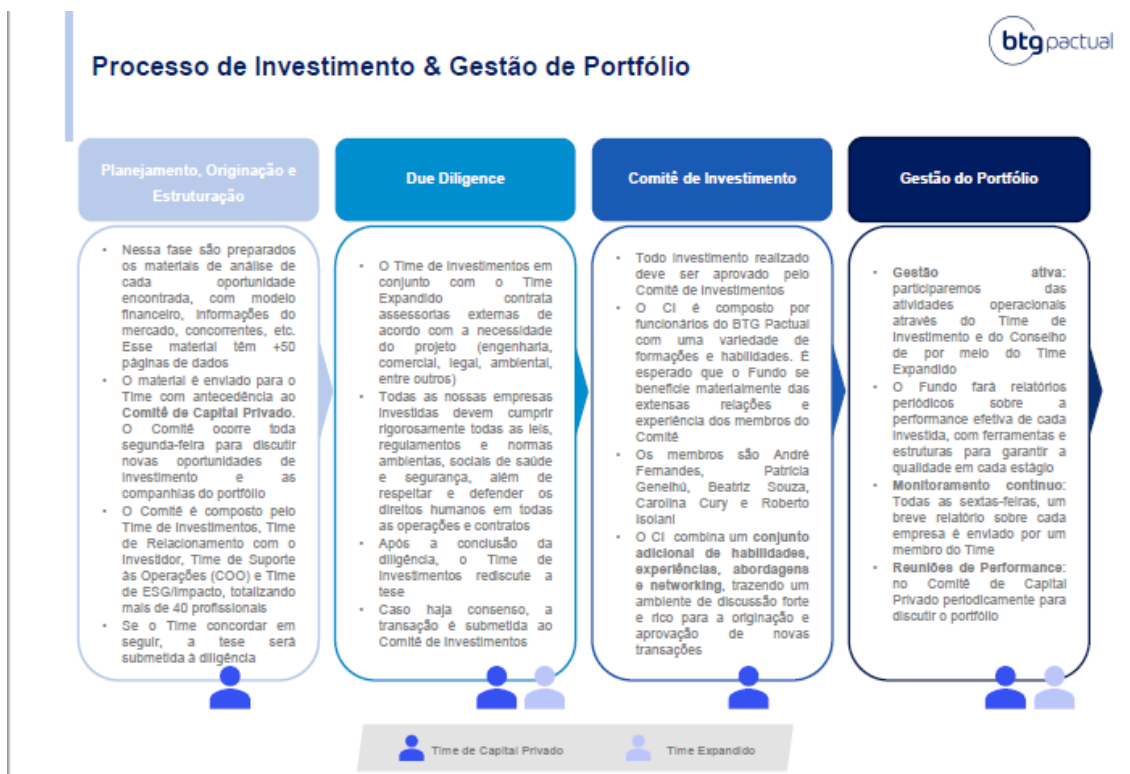 btgpactual
Processo de Investimento & Gestão de Portfólio
Planejamento, Originação e
Estruturação
• Nessa fase são preparados
os materiais de análise de
cada oportunidade
encontrada, com modelo
financeiro, informações do
mercado, concorrentes, etc.
Esse material têm +50
páginas de dados
• O material é enviado para o
Time com antecedência ao
Comitê de Capital Privado.
O Comitê ocorre toda
segunda-feira para discutir
novas oportunidades de
investimento e as
companhias do portfólio
• O Comitê é composto pelo
Time de Investimentos, Time
de Relacionamento com o
Investidor, Time de Suporte
às Operações (COO) e Time
de ESG/Impacto, totalizando
mais de 40 profissionais
• Se o Time concordar em
seguir, a tese será
submetida à diligência
Due Diligence
• O Time de Investimentos em
conjunto com o Time
Expandido contrata
assessorias externas de
acordo com a necessidade
do projeto (engenharia,
comercial, legal, ambiental,
entre outros)
• Todas as nossas empresas
investidas devem cumprir
rigorosamente todas as leis,
regulamentos e normas
ambientas, sociais de saúde
e segurança, além de
respeitar e defender os
direitos humanos em todas
as operações e contratos
• Após a conclusão da
diligência, o Time de
Investimentos rediscute a
tese
• Caso haja consenso, a
transação é submetida ao
Comitê de Investimentos
Comitê de Investimento
• Todo investimento realizado
deve ser aprovado pelo
Comitê de Investimentos
• O CI é composto por
funcionários do BTG Pactual
com uma variedade de
formações e habilidades. É
esperado que o Fundo se
beneficie materialmente das
extensas relações e
experiência dos membros do
Comitê
• Os membros são André
Fernandes, Patricia
Genelhú, Beatriz Souza,
Carolina Cury e Roberto
Isolani
• O CI combina um conjunto
adicional de habilidades,
experiências, abordagens
e networking, trazendo um
ambiente de discussão forte
e rico para a originação e
aprovação de novas
transações
Gestão do Portfólio
• Gestão ativa:
participaremos das
atividades operacionais
através do Time de
Investimento e do Conselho
de por meio do Time
Expandido
• O Fundo fará relatórios
periódicos sobre a
performance efetiva de cada
investida, com ferramentas e
estruturas para garantir a
qualidade em cada estágio
• Monitoramento contínuo:
Todas as sextas-feiras, um
breve relatório sobre cada
empresa é enviado por um
membro do Time
• Reuniões de Performance:
no Comitê de Capital
Privado periodicamente para
discutir o portfólio
Time de Capital Privado
Time Expandido